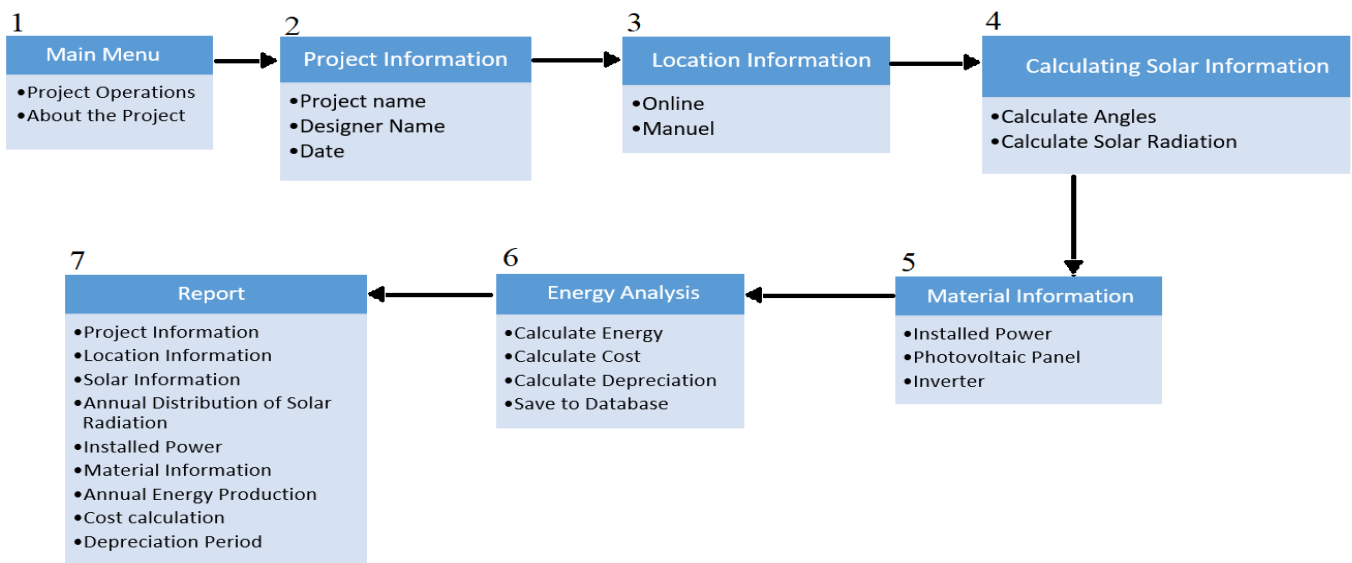 1
Main Menu
•Project Operations
•About the Project
2
Project Information
•Project name
•Designer Name
•Date
3
Location Information
•Online
•Manuel
4
Calculating Solar Information
•Calculate Angles
•Calculate Solar Radiation
5
Material Information
•Installed Power
•Photovoltaic Panel
•Inverter
6
Energy Analysis
•Calculate Energy
•Calculate Cost
•Calculate Depreciation
•Save to Database
7
Report
•Project Information
•Location Information
•Solar Information
•Annual Distribution of Solar
Radiation
•Installed Power
•Material Information
•Annual Energy Production
•Cost calculation
•Depreciation Period